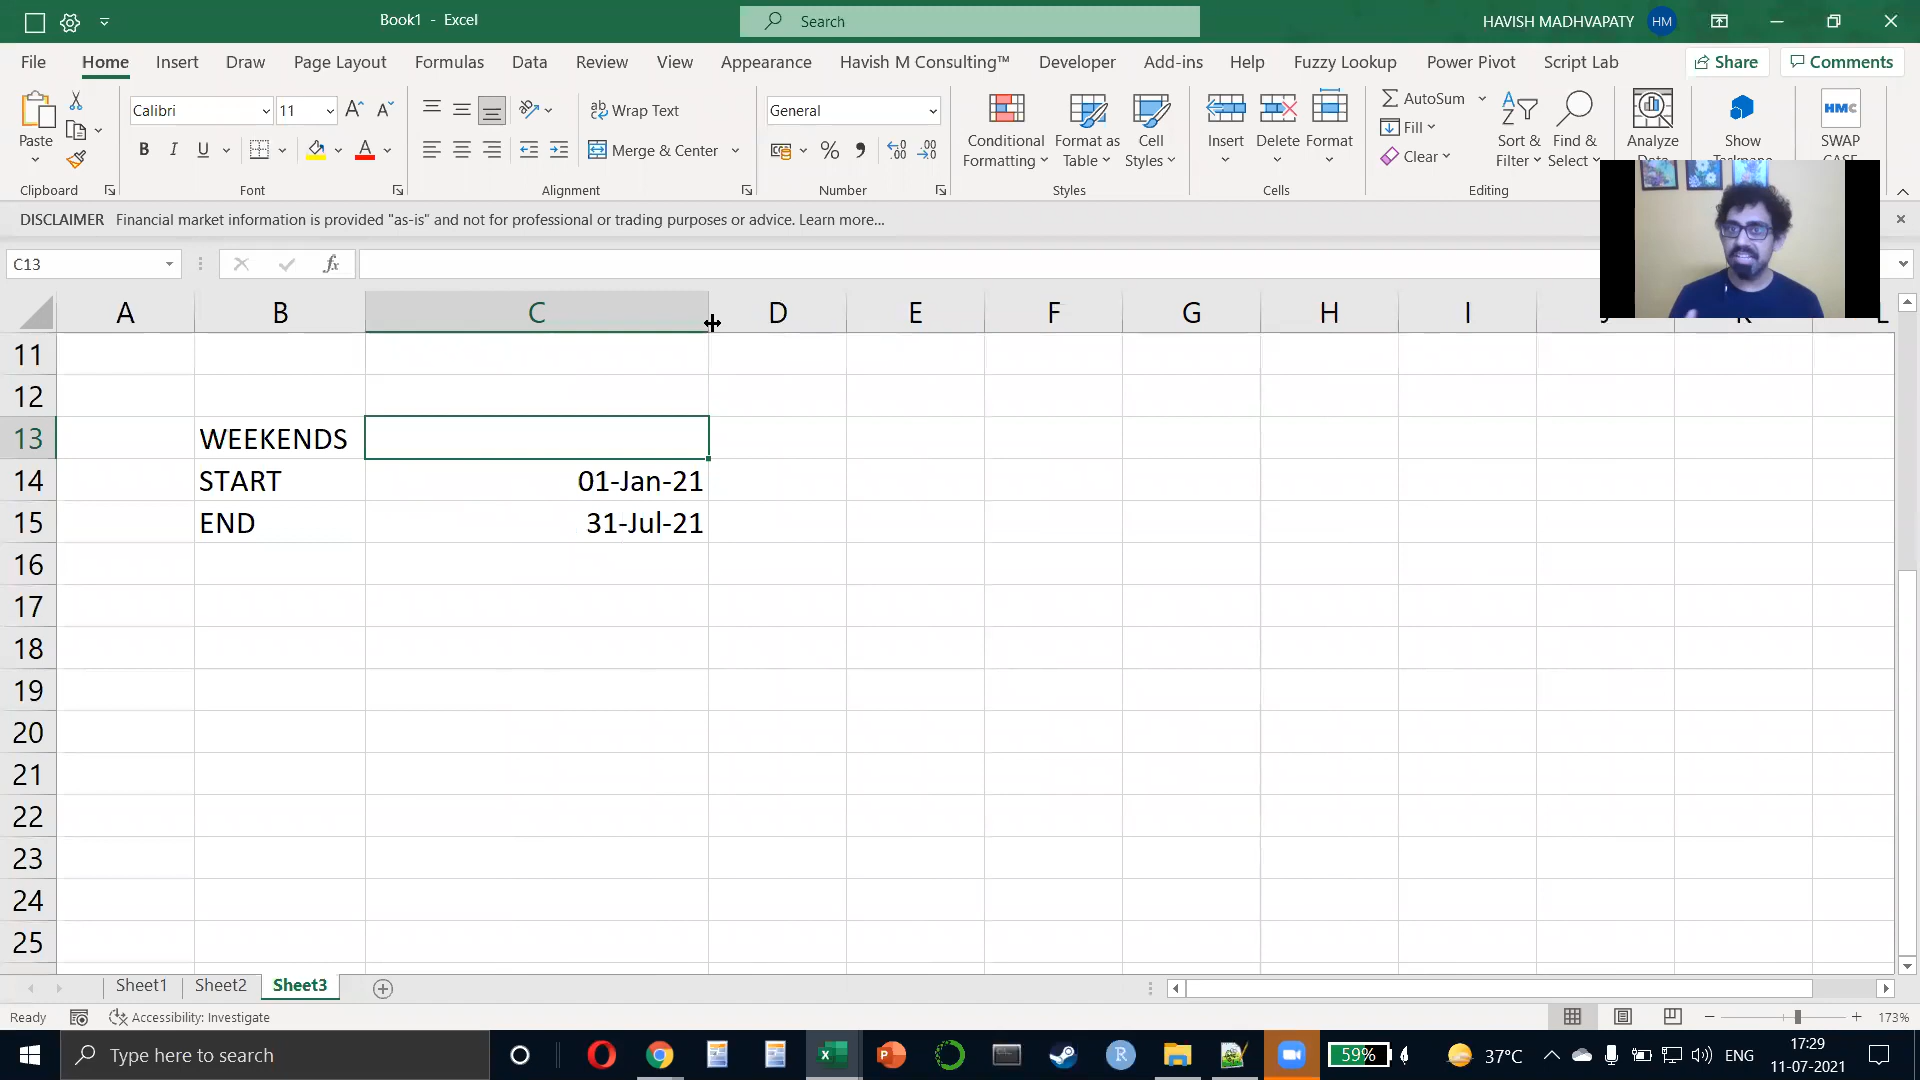 Book1 - Excel
Search
HAVISH MADHVAPATY HM
File Home Insert Draw Page Layout Formulas Data Review View Appearance Havish M Consulting™ Developer Add-ins Help Fuzzy Lookup Power Pivot Script Lab Share Comments
Calibri 11 Wrap Text General AutoSum
Paste Conditional Formatting Format as Table Cell Styles Insert Delete Format Fill Sort & Filter Find & Select Analyze Show SWAP
B I U Merge & Center % Clear
Clipboard Font Alignment Number Styles Cells Editing
DISCLAIMER Financial market information is provided "as-is" and not for professional or trading purposes or advice. Learn more...
C13 fx
A B C D E F G H I
11
12
13 WEEKENDS
14 START 01-Jan-21
15 END 31-Jul-21
16
17
18
19
20
21
22
23
24
25
Sheet1 Sheet2 Sheet3
Ready Accessibility: Investigate 173%
Type here to search 59% 37°C ENG 17:29
11-07-2021